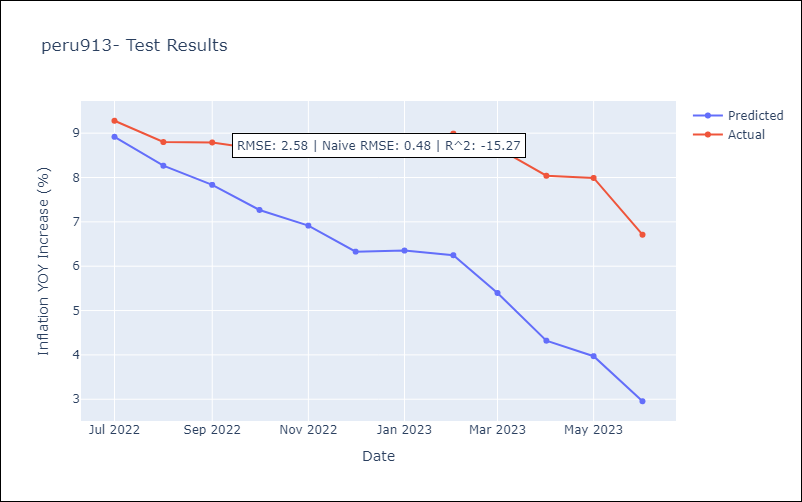 peru913- Test Results
Predicted
Actual
RMSE: 2.58 | Naive RMSE: 0.48 | R^2: -15.27
Inflation YOY Increase (%)
9
8
7
6
5
4
3
Jul 2022
Sep 2022
Nov 2022
Jan 2023
Mar 2023
May 2023
Date